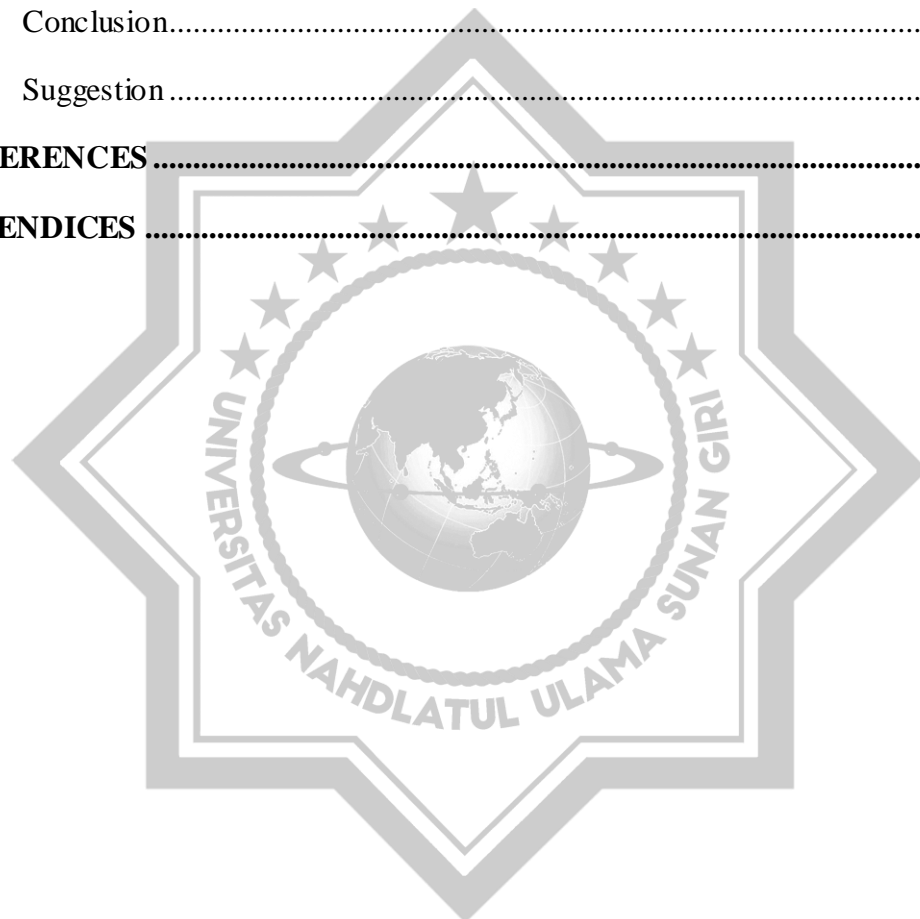 Conclusion................................................................................
Suggestion ................................................................................
ERENCES ................................................................................
ENDICES ................................................................................
UNIVERSITAS NAHDLATUL ULAMA SUNAN GIRI